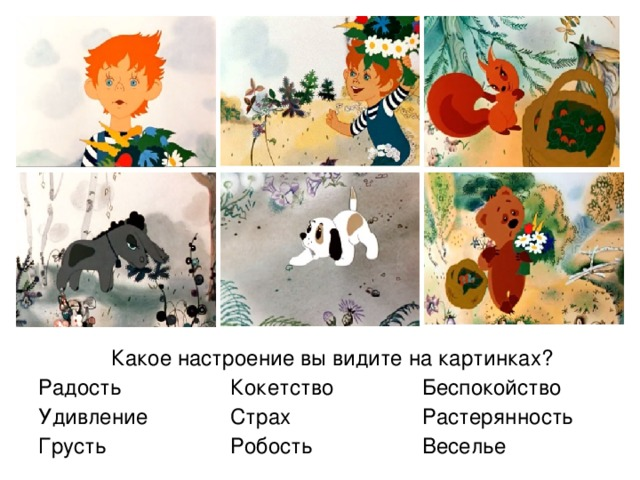 Какое настроение вы видите на картинках?
Радость Кокетство Беспокойство
Удивление Страх Растерянность
Грусть Робость Веселье